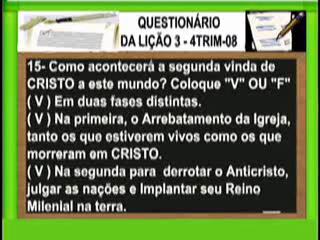 QUESTIONÁRIO
DA LIÇÃO 3 - 4TRIM-08
15- Como acontecerá a segunda vinda de
CRISTO a este mundo? Coloque "V" OU "F"
( V ) Em duas fases distintas.
( V ) Na primeira, o Arrebatamento da Igreja,
tanto os que estiverem vivos como os que
morreram em CRISTO.
( V ) Na segunda para derrotar o Anticristo,
julgar as nações e Implantar seu Reino
Milenial na terra.